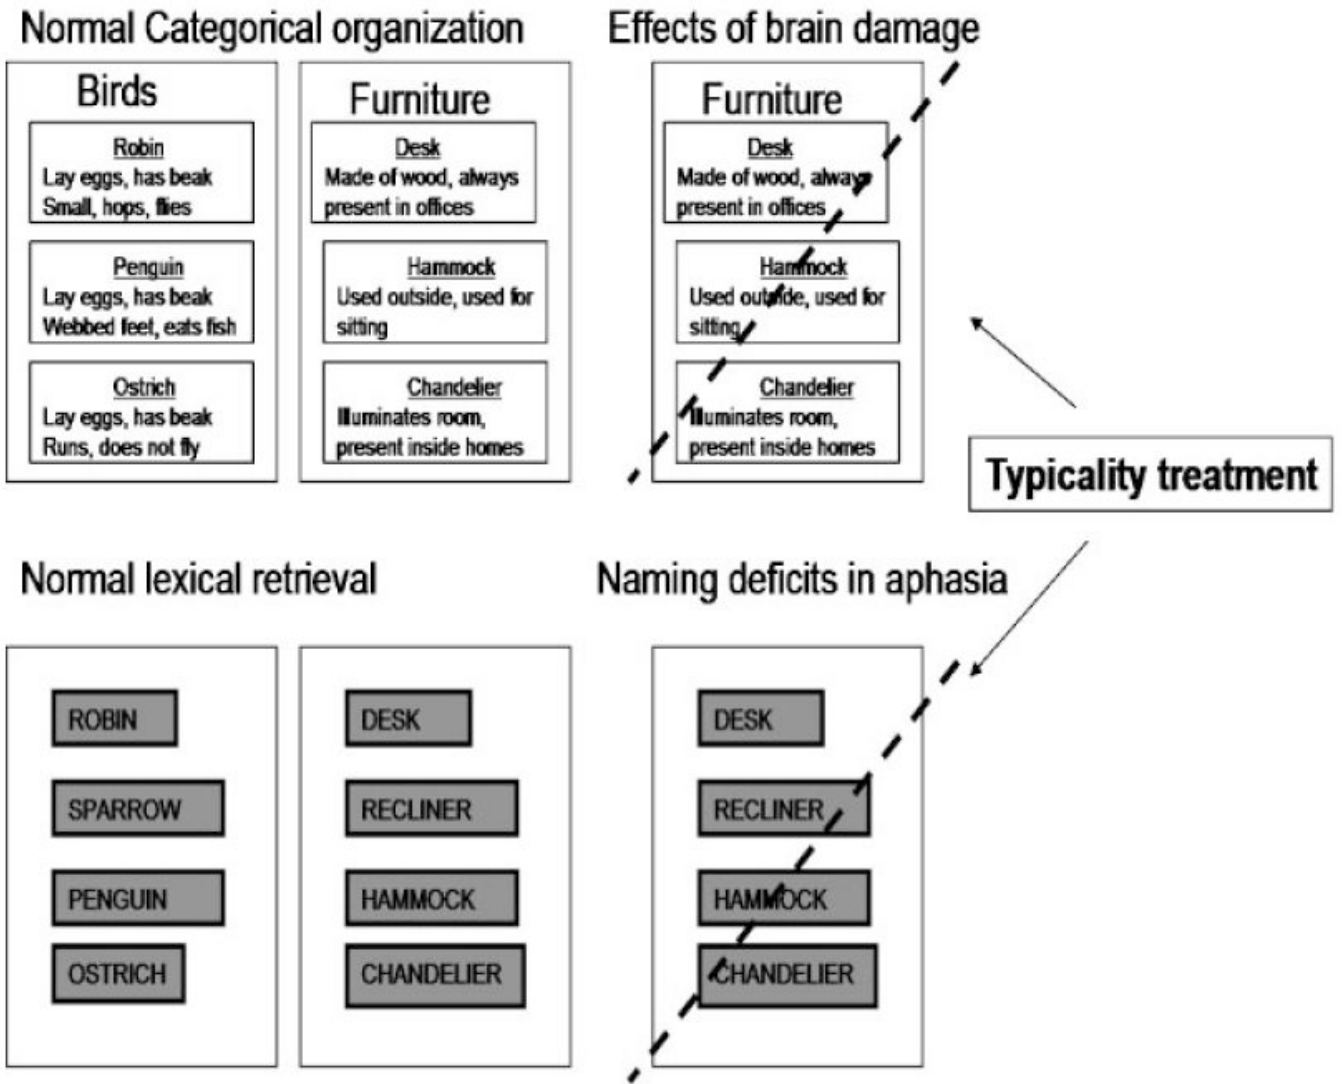 Normal Categorical organization
Effects of brain damage
Birds
Robin
Lay eggs, has beak
Small, hops, flies
Penguin
Lay eggs, has beak
Webbed feet, eats fish
Ostrich
Lay eggs, has beak
Runs, does not fly
Furniture
Desk
Made of wood, always
present in offices
Hammock
Used outside, used for
sitting
Chandelier
Illuminates room,
present inside homes
Furniture
Desk
Made of wood, always
present in offices
Hammock
Used outside, used for
sitting
Chandelier
Illuminates room,
present inside homes
Typicality treatment
Normal lexical retrieval
Naming deficits in aphasia
ROBIN
SPARROW
PENGUIN
OSTRICH
DESK
RECLINER
HAMMOCK
CHANDELIER
DESK
RECLINER
HAMMOCK
CHANDELIER